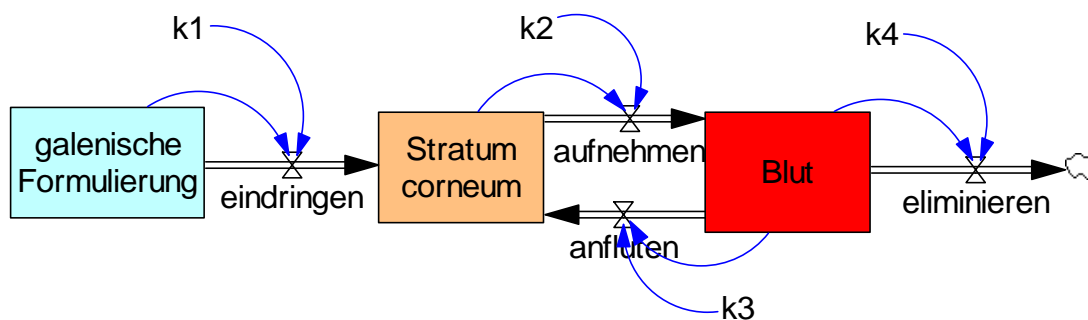 k1
k2
k4
galenische
Formulierung
eindringen
Stratum
corneum
aufnehmen
anfluten
Blut
eliminieren
k3